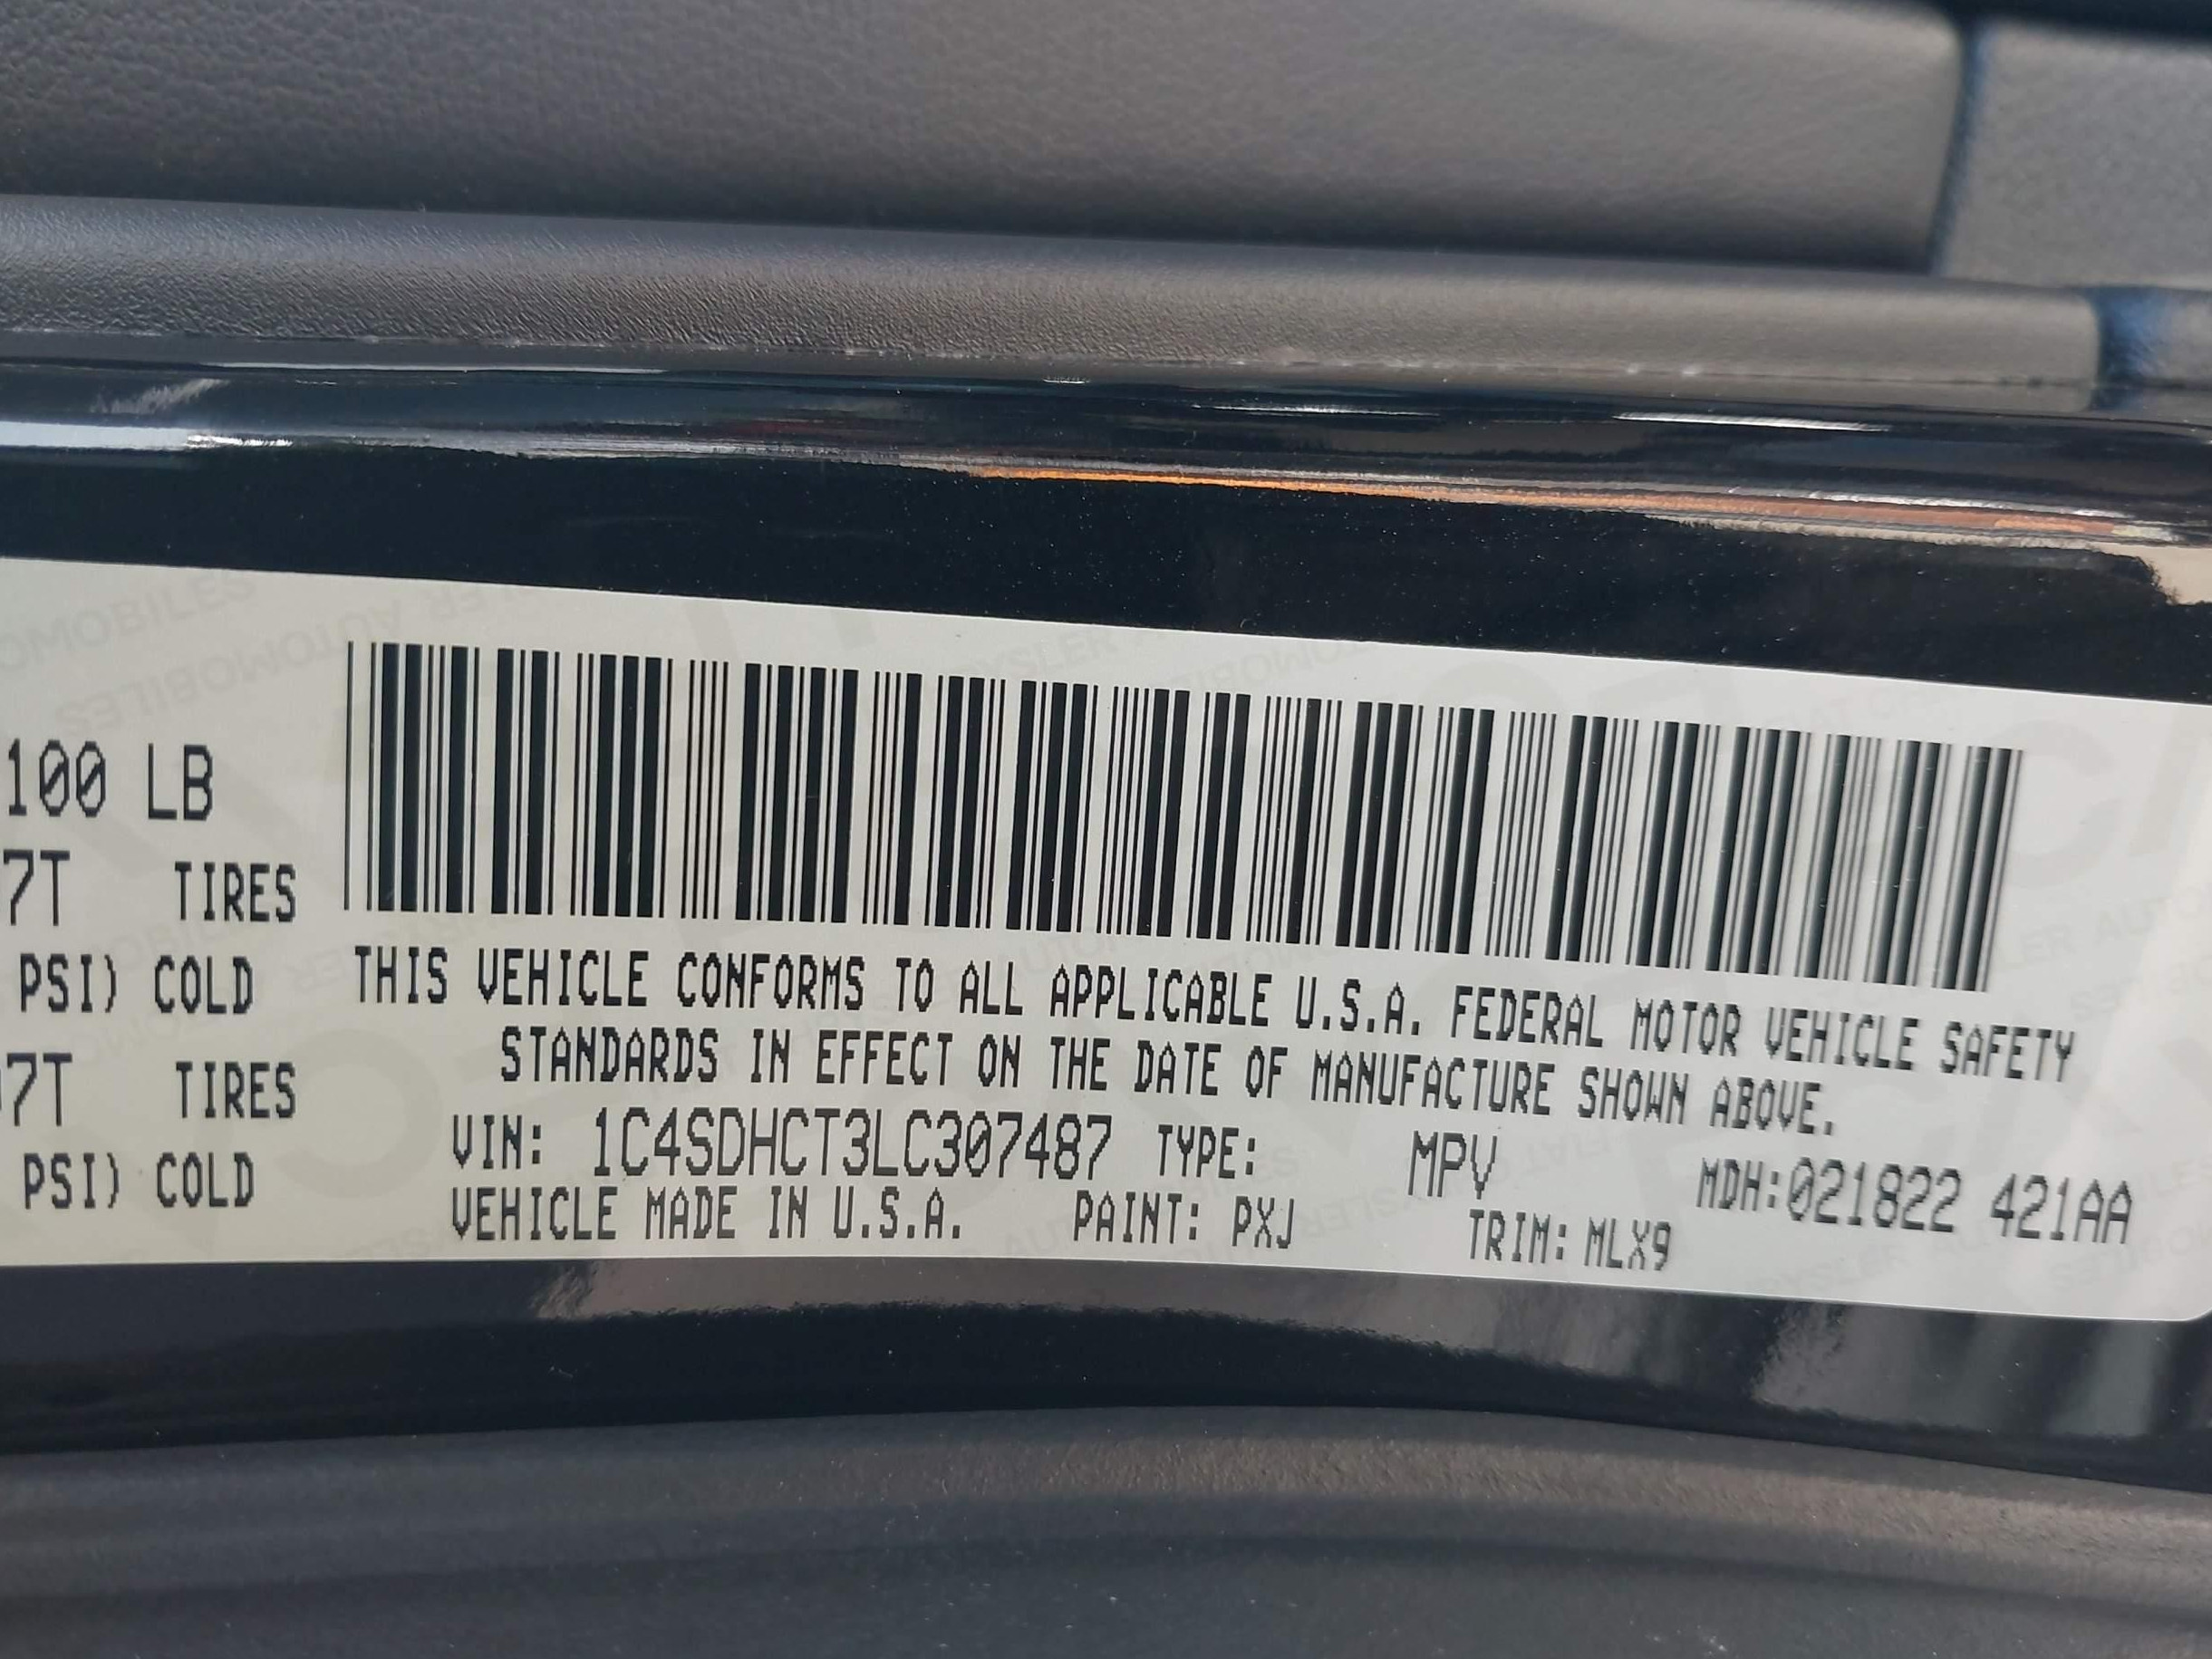 100 LB
7T TIRES
PSI) COLD
7T TIRES
PSI) COLD
THIS VEHICLE CONFORMS TO ALL APPLICABLE U.S.A. FEDERAL MOTOR VEHICLE SAFETY
STANDARDS IN EFFECT ON THE DATE OF MANUFACTURE SHOWN ABOVE.
VIN: 1C4SDHCT3LC307487 TYPE: MPV MDH:021822 421AA
VEHICLE MADE IN U.S.A. PAINT: PXJ TRIM: MLX9